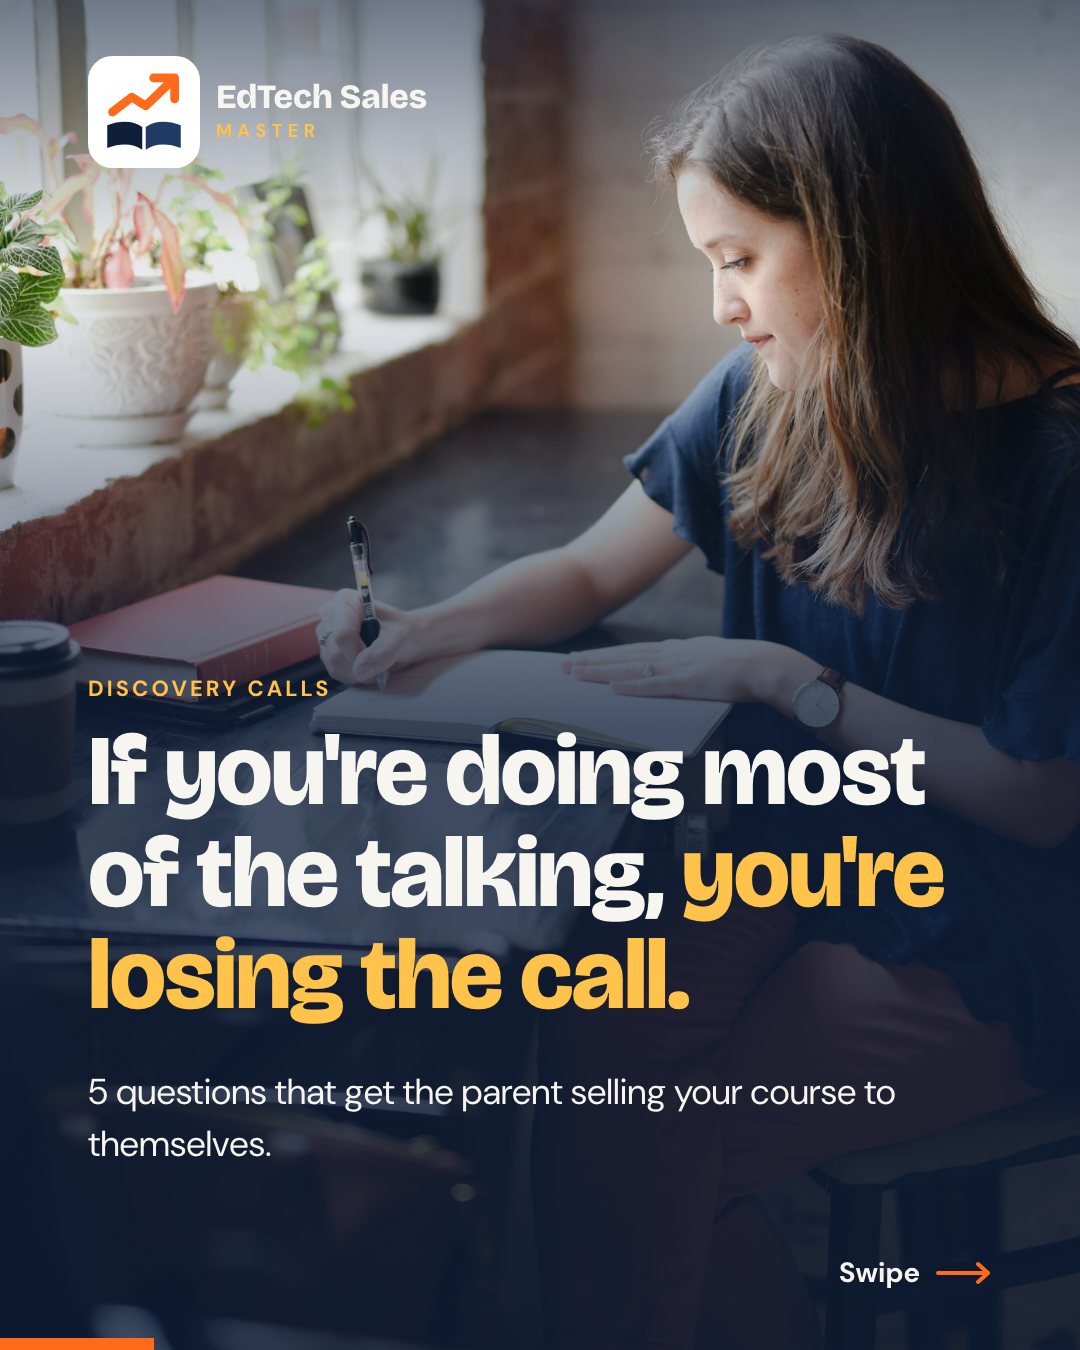 EdTech Sales
MASTER
DISCOVERY CALLS
If you're doing most
of the talking, you're
losing the call.
5 questions that get the parent selling your course to
themselves.
Swipe